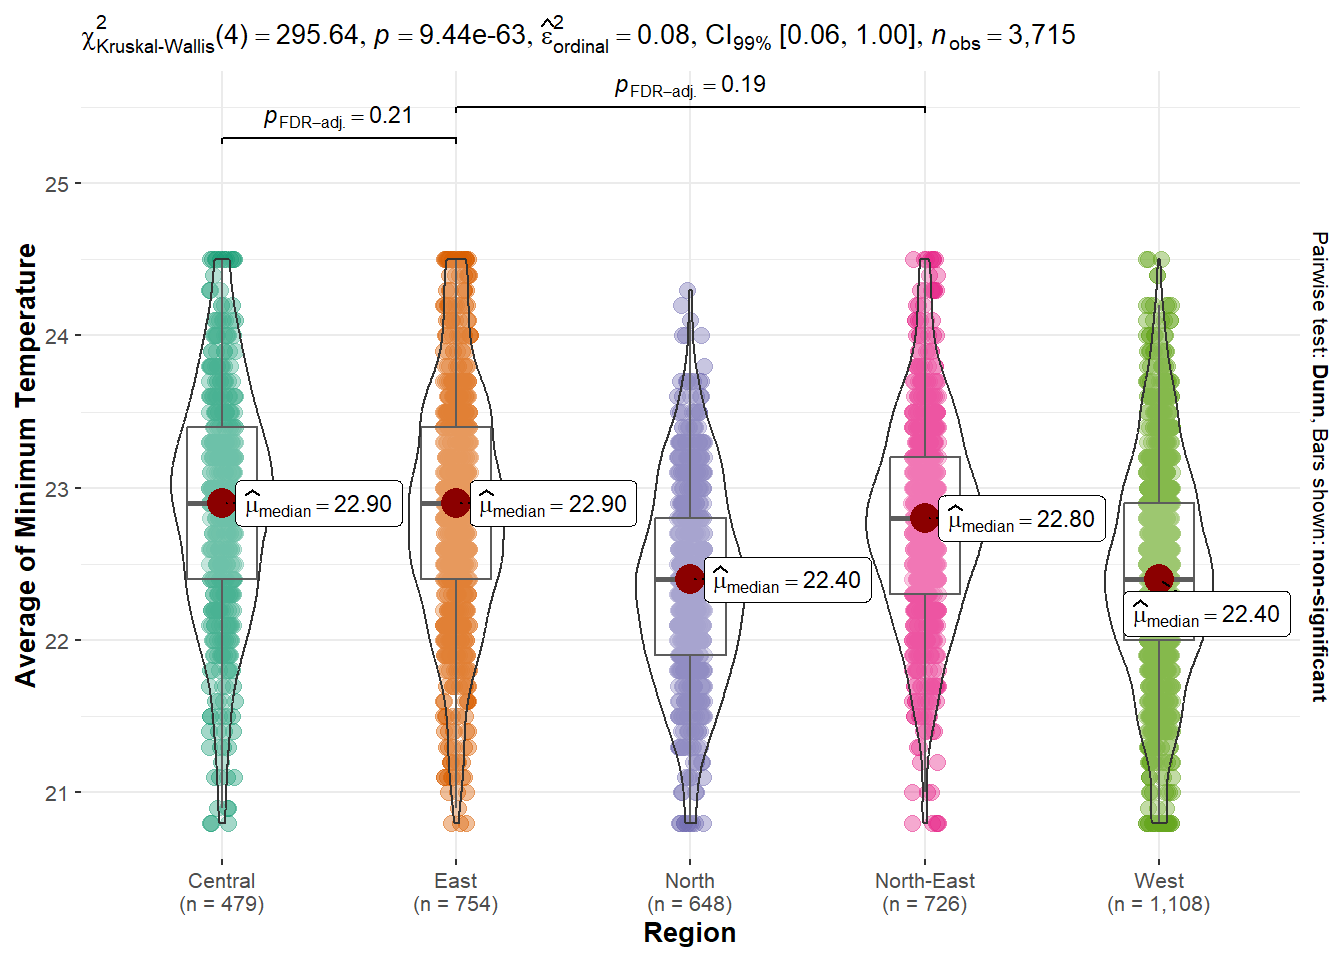 χ²Kruskal-Wallis(4) = 295.64, p = 9.44e-63, ε̂²ordinal = 0.08, CI99% [0.06, 1.00], nobs = 3,715
pFDR–adj. = 0.19
pFDR–adj. = 0.21
25
24
23
22
21
Average of Minimum Temperature
μ̂median = 22.90
μ̂median = 22.90
μ̂median = 22.40
μ̂median = 22.80
μ̂median = 22.40
Pairwise test: Dunn, Bars shown: non-significant
Central
(n = 479)
East
(n = 754)
North
(n = 648)
North-East
(n = 726)
West
(n = 1,108)
Region